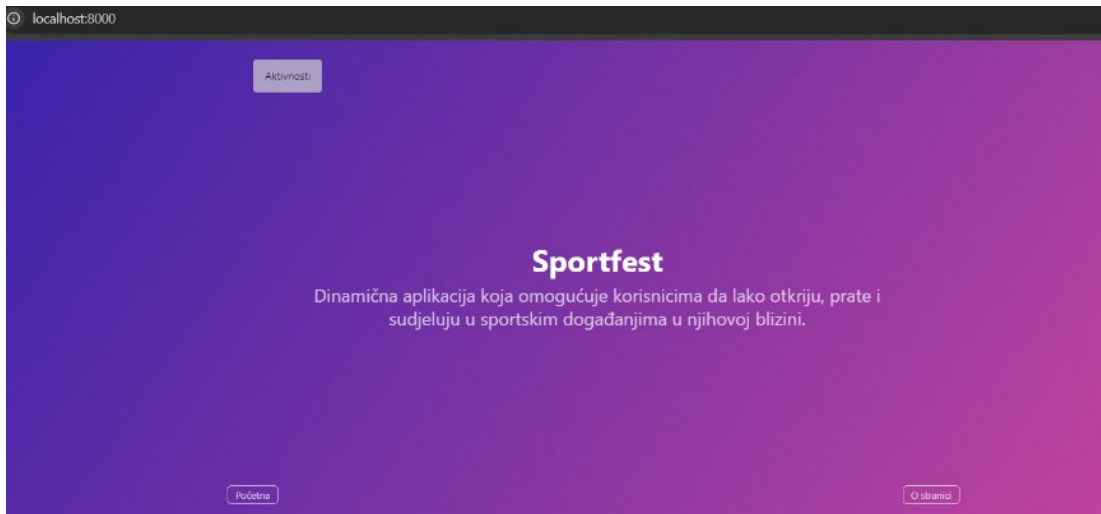 localhost:8000
Aktivnosti
Sportfest
Dinamična aplikacija koja omogućuje korisnicima da lako otkriju, prate i
sudjeluju u sportskim događanjima u njihovoj blizini.
Početna
O stranici